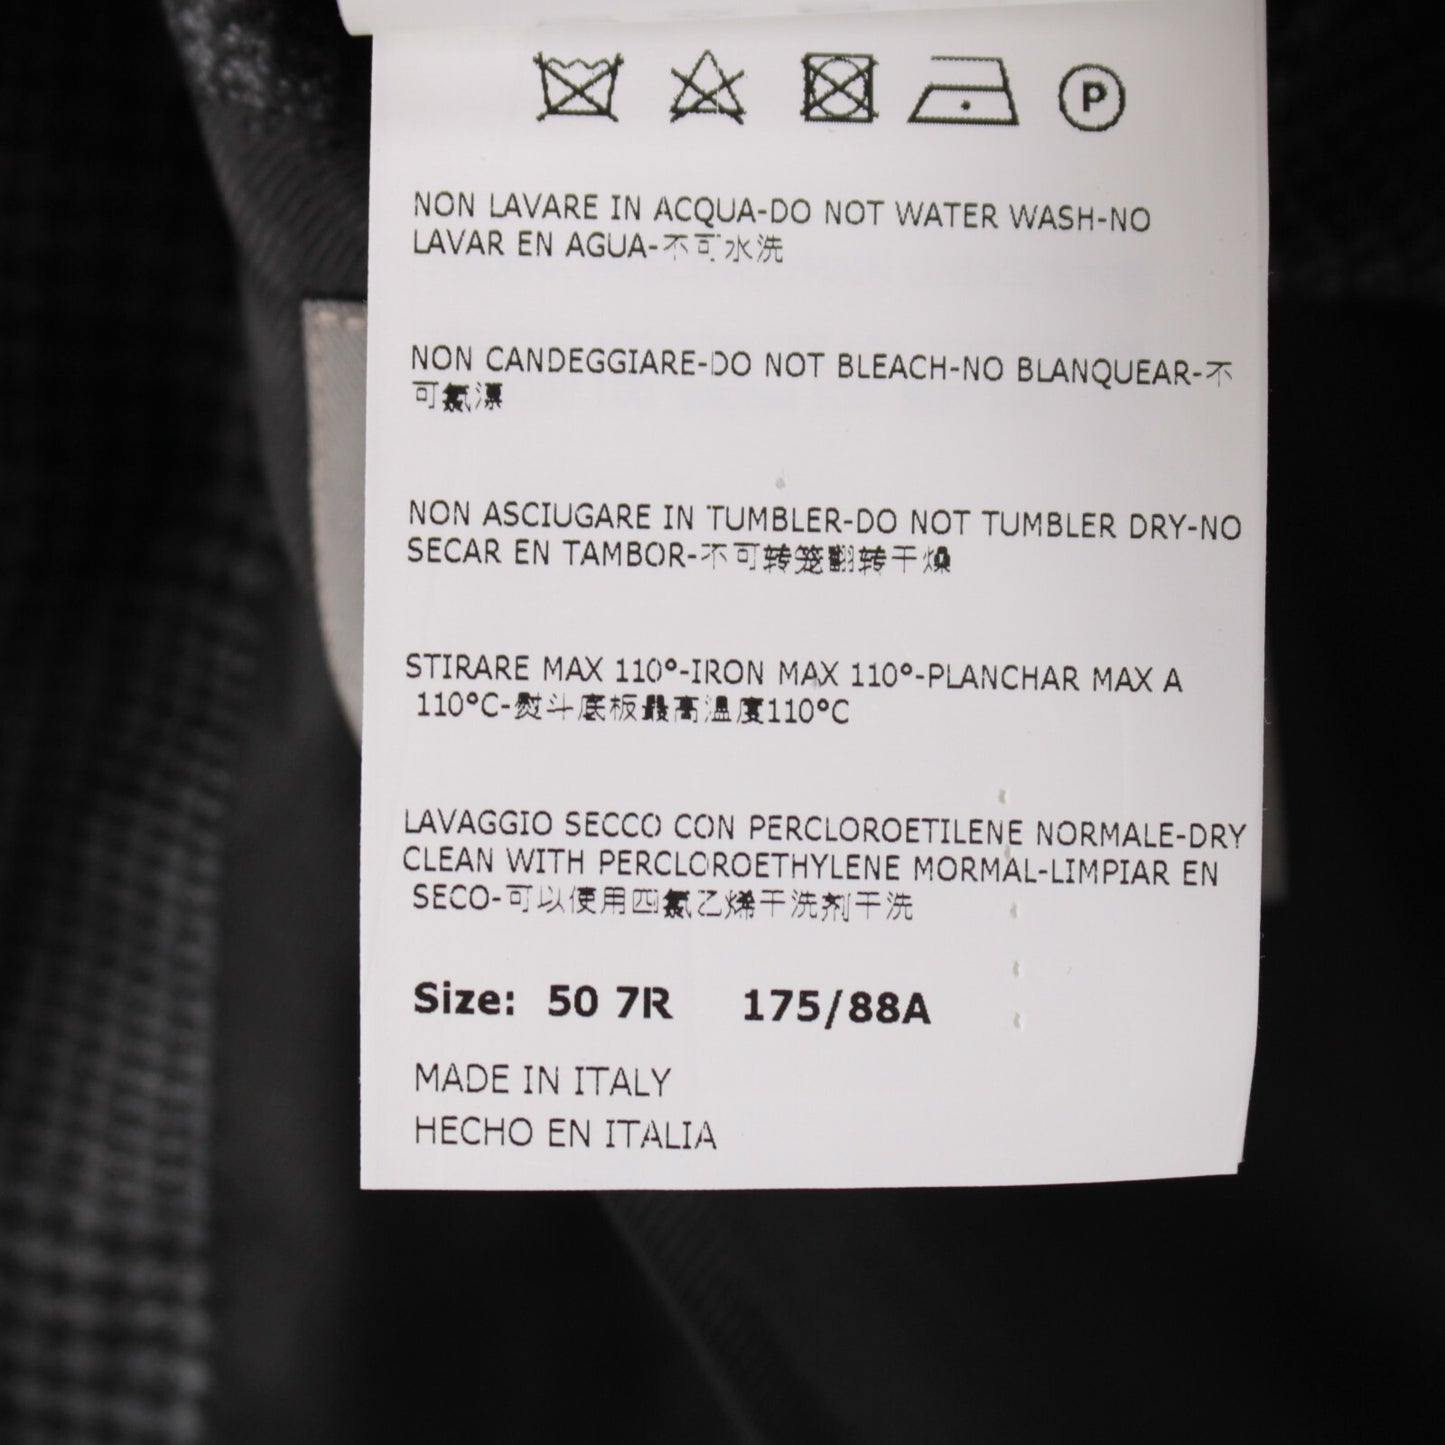 P
NON LAVARE IN ACQUA-DO NOT WATER WASH-NO
LAVAR EN AGUA-不可水洗
NON CANDEGGIARE-DO NOT BLEACH-NO BLANQUEAR-不
可氯漂
NON ASCIUGARE IN TUMBLER-DO NOT TUMBLER DRY-NO
SECAR EN TAMBOR-不可转笼翻转干燥
STIRARE MAX 110°-IRON MAX 110°-PLANCHAR MAX A
110°C-熨斗底板最高温度110°C
LAVAGGIO SECCO CON PERCLOROETILENE NORMALE-DRY
CLEAN WITH PERCLOROETHYLENE MORMAL-LIMPIAR EN
SECO-可以使用四氯乙烯干洗剂干洗
Size: 50 7R 175/88A
MADE IN ITALY
HECHO EN ITALIA